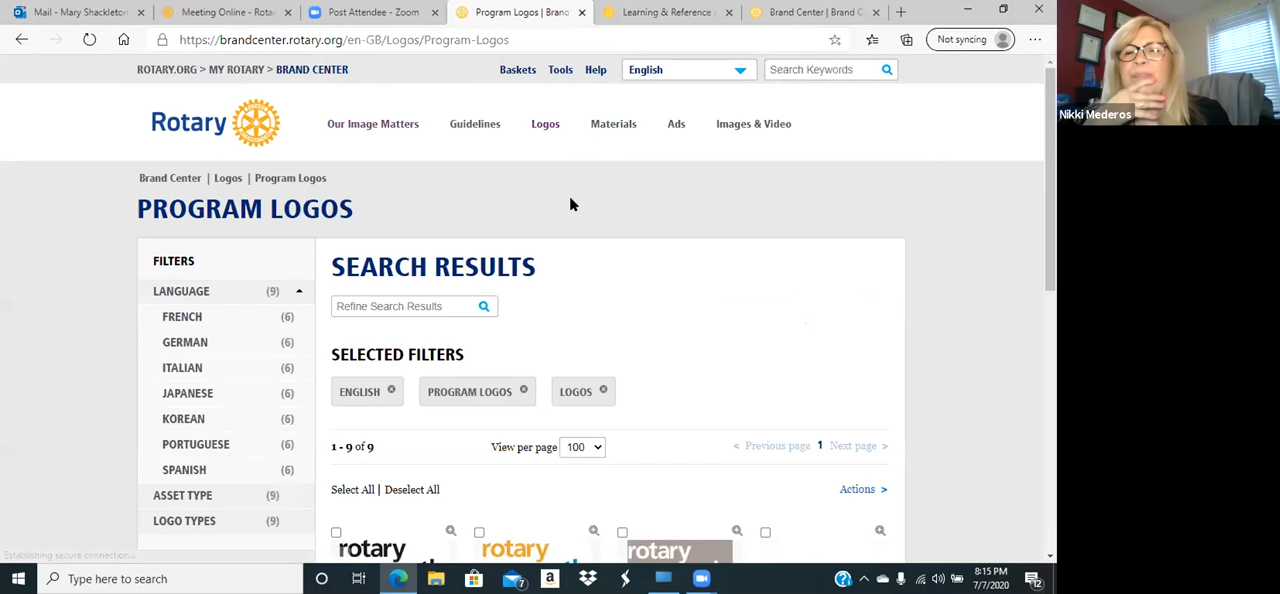 Mail - Mary Shackleton
Meeting Online - Rota
Post Attendee - Zoom
Program Logos | Brand
Learning & Reference
Brand Center | Brand C
https://brandcenter.rotary.org/en-GB/Logos/Program-Logos
Not syncing
ROTARY.ORG > MY ROTARY > BRAND CENTER
Baskets Tools Help English Search Keywords
Rotary
Our Image Matters Guidelines Logos Materials Ads Images & Video
Nikki Mederos
Brand Center | Logos | Program Logos
PROGRAM LOGOS
FILTERS
LANGUAGE (9)
FRENCH (6)
GERMAN (6)
ITALIAN (6)
JAPANESE (6)
KOREAN (6)
PORTUGUESE (6)
SPANISH (6)
ASSET TYPE (9)
LOGO TYPES (9)
SEARCH RESULTS
Refine Search Results
SELECTED FILTERS
ENGLISH PROGRAM LOGOS LOGOS
1 - 9 of 9 View per page 100 < Previous page 1 Next page >
Select All | Deselect All Actions >
rotary rotary rotary
Establishing secure connection...
Type here to search
7
a
8:15 PM
7/7/2020
12